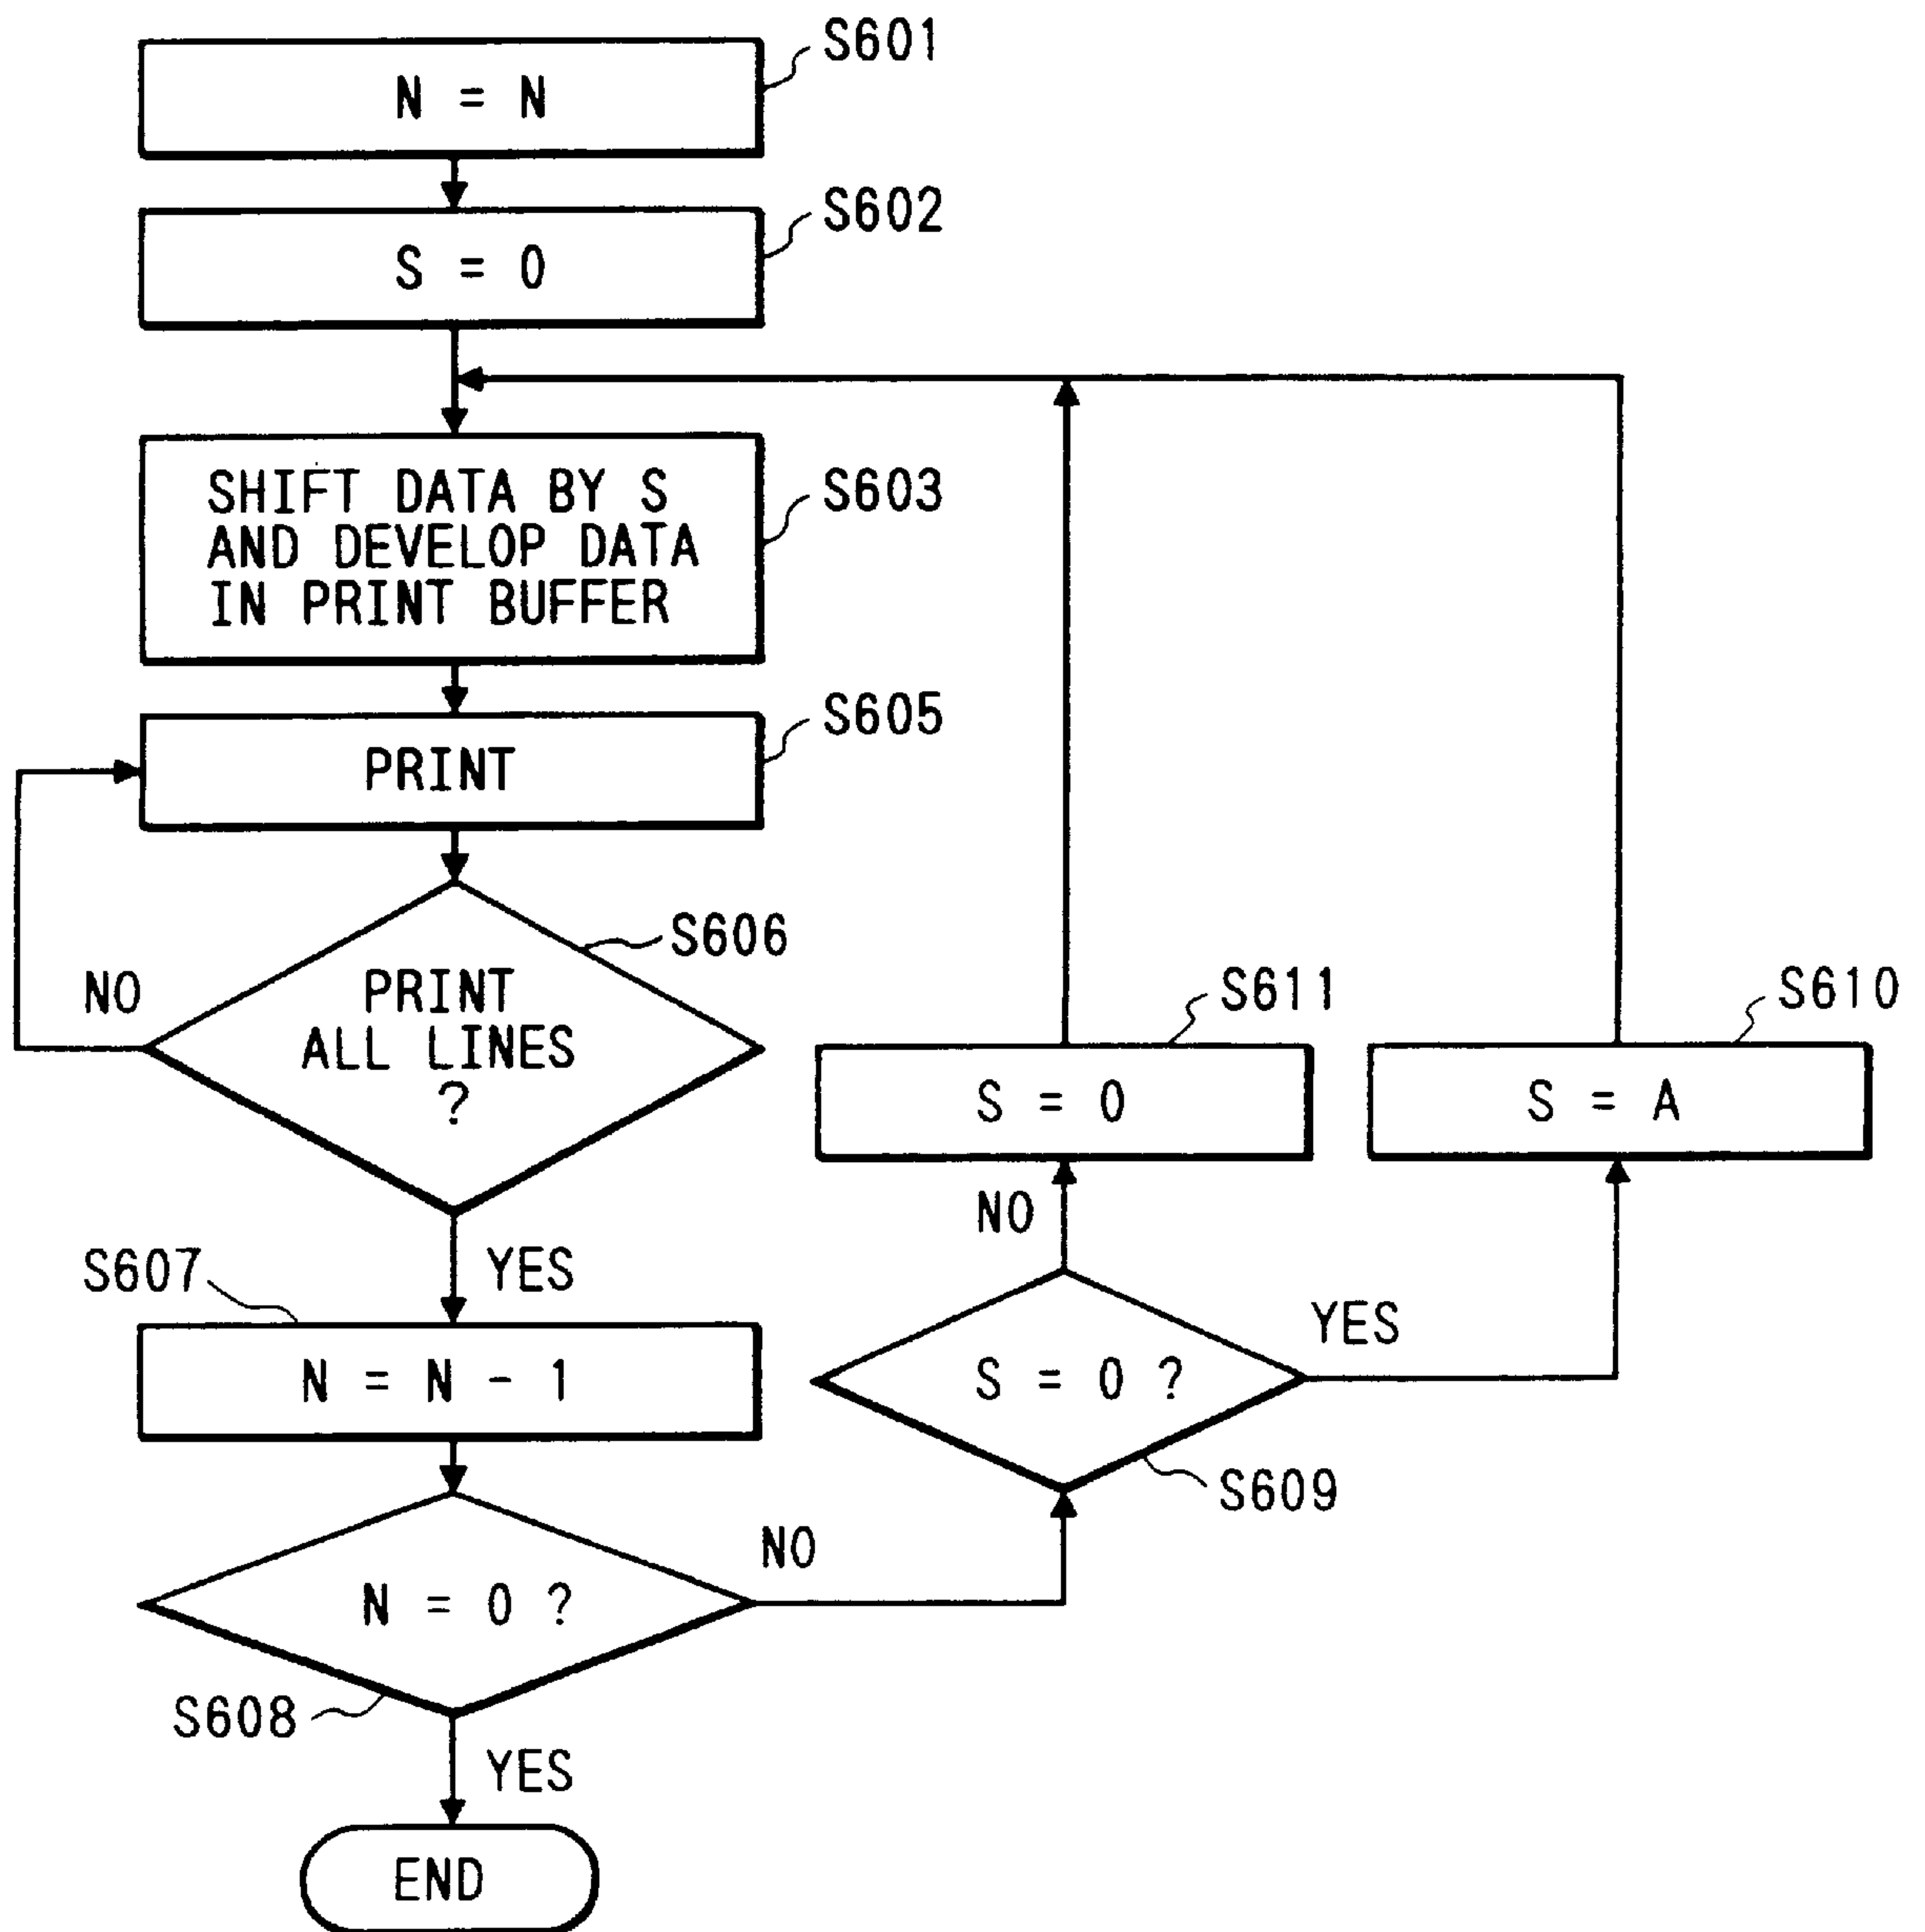 S601
N = N
S602
S = 0
SHIFT DATA BY S
AND DEVELOP DATA
IN PRINT BUFFER
S603
S605
PRINT
S606
NO
PRINT
ALL LINES
?
S611
S610
S = 0
S = A
NO
YES
S607
N = N - 1
YES
S = 0 ?
S609
NO
N = 0 ?
S608
YES
END